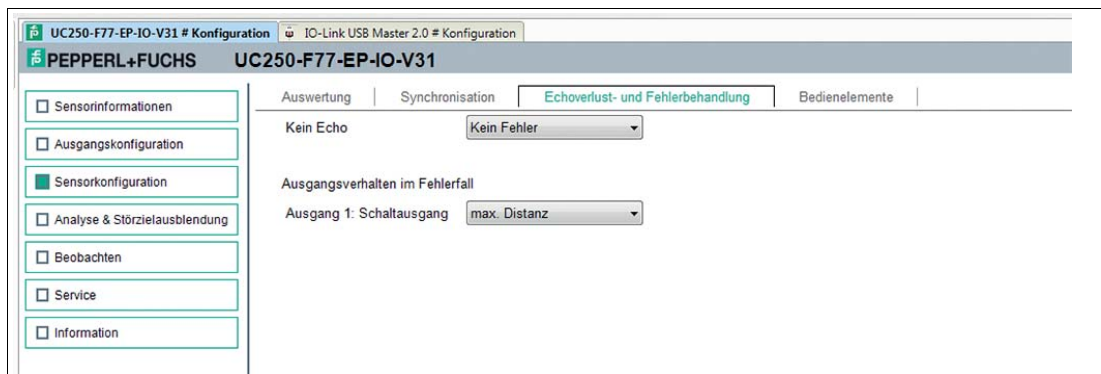 UC250-F77-EP-IO-V31 # Konfiguration
IO-Link USB Master 2.0 # Konfiguration
PEPPERL+FUCHS UC250-F77-EP-IO-V31
Sensorinformationen
Ausgangskonfiguration
Sensorkonfiguration
Analyse & Störzielausblendung
Beobachten
Service
Information
Auswertung
Synchronisation
Echoverlust- und Fehlerbehandlung
Bedienelemente
Kein Echo Kein Fehler
Ausgangsverhalten im Fehlerfall
Ausgang 1: Schaltausgang max. Distanz